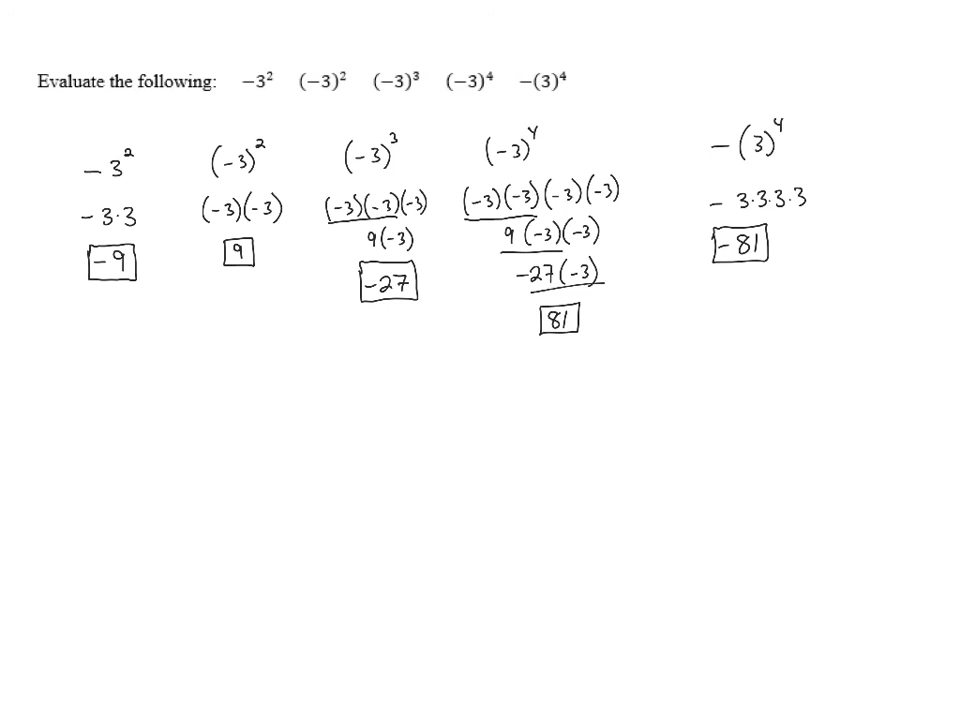 Evaluate the following: −3² (−3)² (−3)³ (−3)⁴ −(3)⁴
−3² (−3)² (−3)³ (−3)⁴ −(3)⁴
−3·3 (−3)(−3) (−3)(−3)(−3) (−3)(−3)(−3)(−3) − 3·3·3·3
−9 9 9(−3) 9(−3)(−3) −81
−27 −27(−3)
81